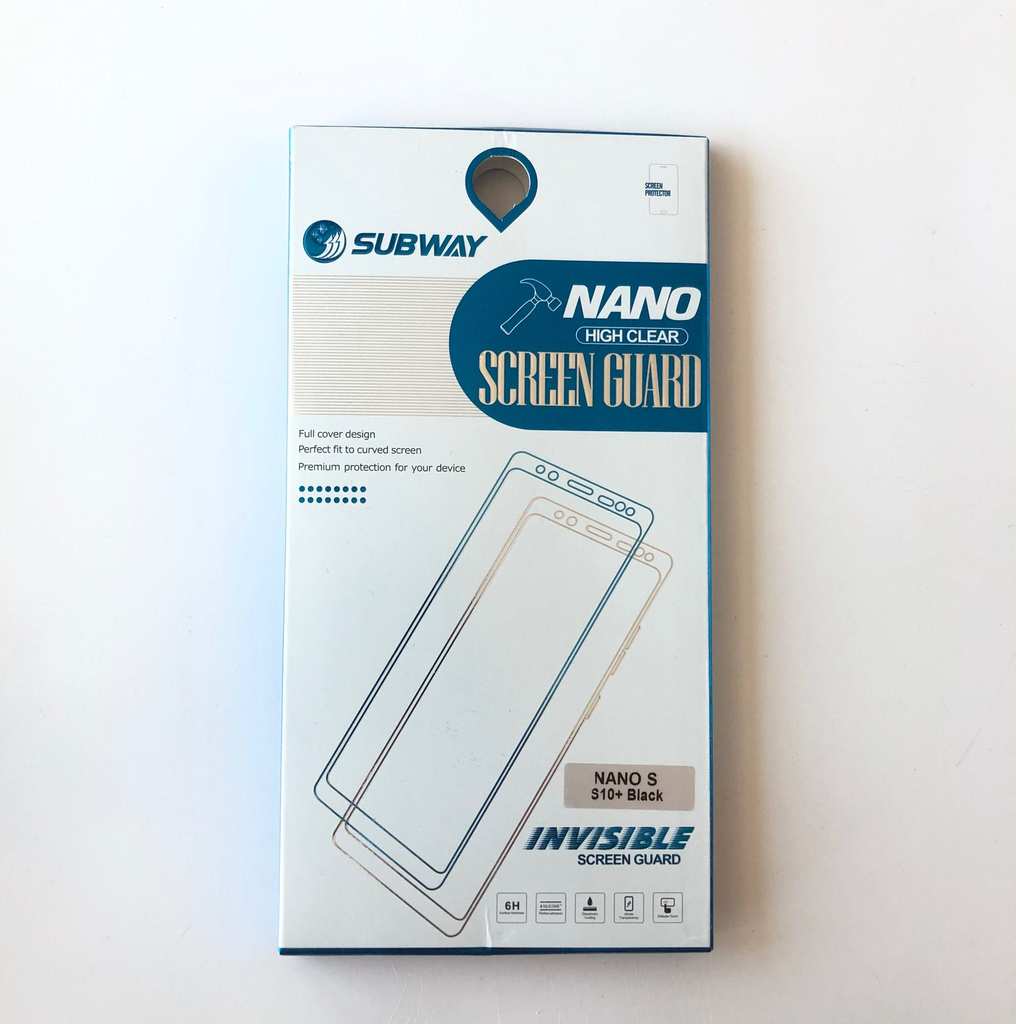 SCREEN
PROTECTOR
SUBWAY
NANO
HIGH CLEAR
SCREEN GUARD
Full cover design
Perfect fit to curved screen
Premium protection for your device
NANO S
S10+ Black
INVISIBLE
SCREEN GUARD
6H